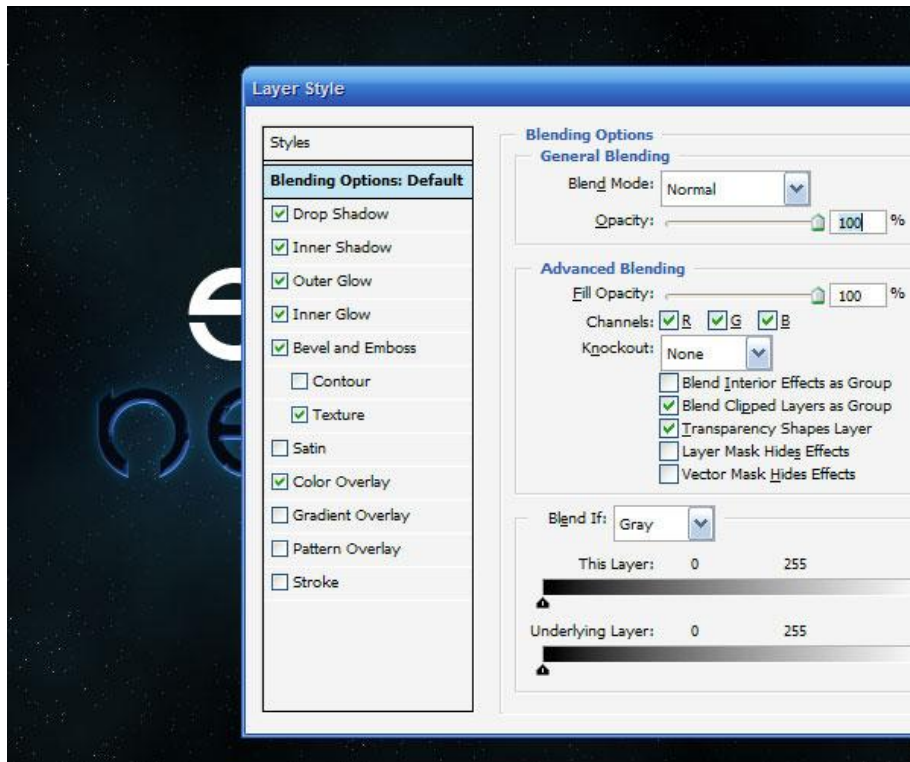 Layer Style
Styles
Blending Options: Default
Drop Shadow
Inner Shadow
Outer Glow
Inner Glow
Bevel and Emboss
Contour
Texture
Satin
Color Overlay
Gradient Overlay
Pattern Overlay
Stroke
Blending Options
General Blending
Blend Mode: Normal
Opacity: 100 %
Advanced Blending
Fill Opacity: 100 %
Channels: R G B
Knockout: None
Blend Interior Effects as Group
Blend Clipped Layers as Group
Transparency Shapes Layer
Layer Mask Hides Effects
Vector Mask Hides Effects
Blend If: Gray
This Layer: 0 255
Underlying Layer: 0 255
e
ne